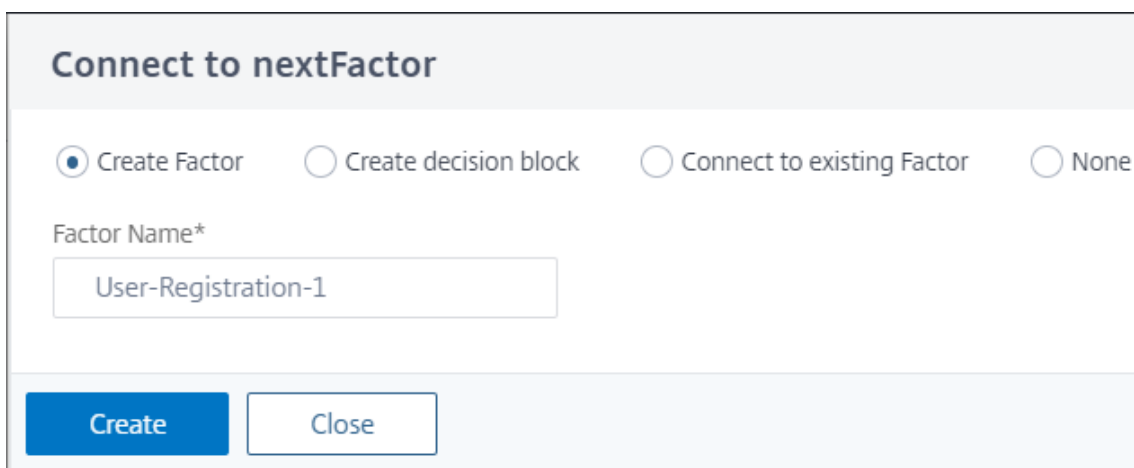 Connect to nextFactor
Create Factor Create decision block Connect to existing Factor None
Factor Name*
User-Registration-1
Create Close